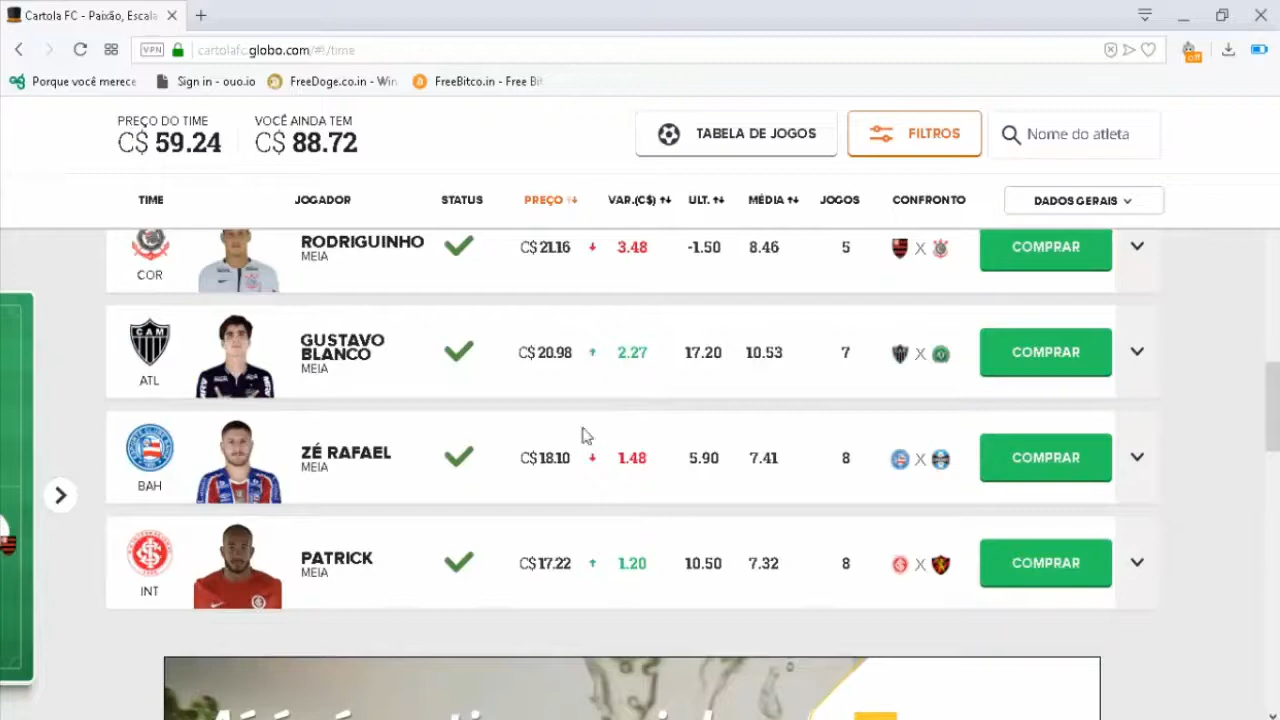 Cartola FC - Paixão, Escala
VPN cartolafc.globo.com/#!/time
off
Porque você merece Sign in - ouo.io FreeDoge.co.in - Win FreeBitco.in - Free Bit
PREÇO DO TIME
C$ 59.24
VOCÊ AINDA TEM
C$ 88.72
TABELA DE JOGOS
FILTROS
Nome do atleta
TIME JOGADOR STATUS PREÇO VAR.(C$) ULT. MÉDIA JOGOS CONFRONTO DADOS GERAIS
COR
RODRIGUINHO
MEIA
C$ 21.16 3.48 -1.50 8.46 5 X COMPRAR
CAM
ATL
GUSTAVO
BLANCO
MEIA
C$ 20.98 2.27 17.20 10.53 7 X COMPRAR
BAH
ZÉ RAFAEL
MEIA
C$ 18.10 1.48 5.90 7.41 8 X COMPRAR
INT
PATRICK
MEIA
C$ 17.22 1.20 10.50 7.32 8 X COMPRAR